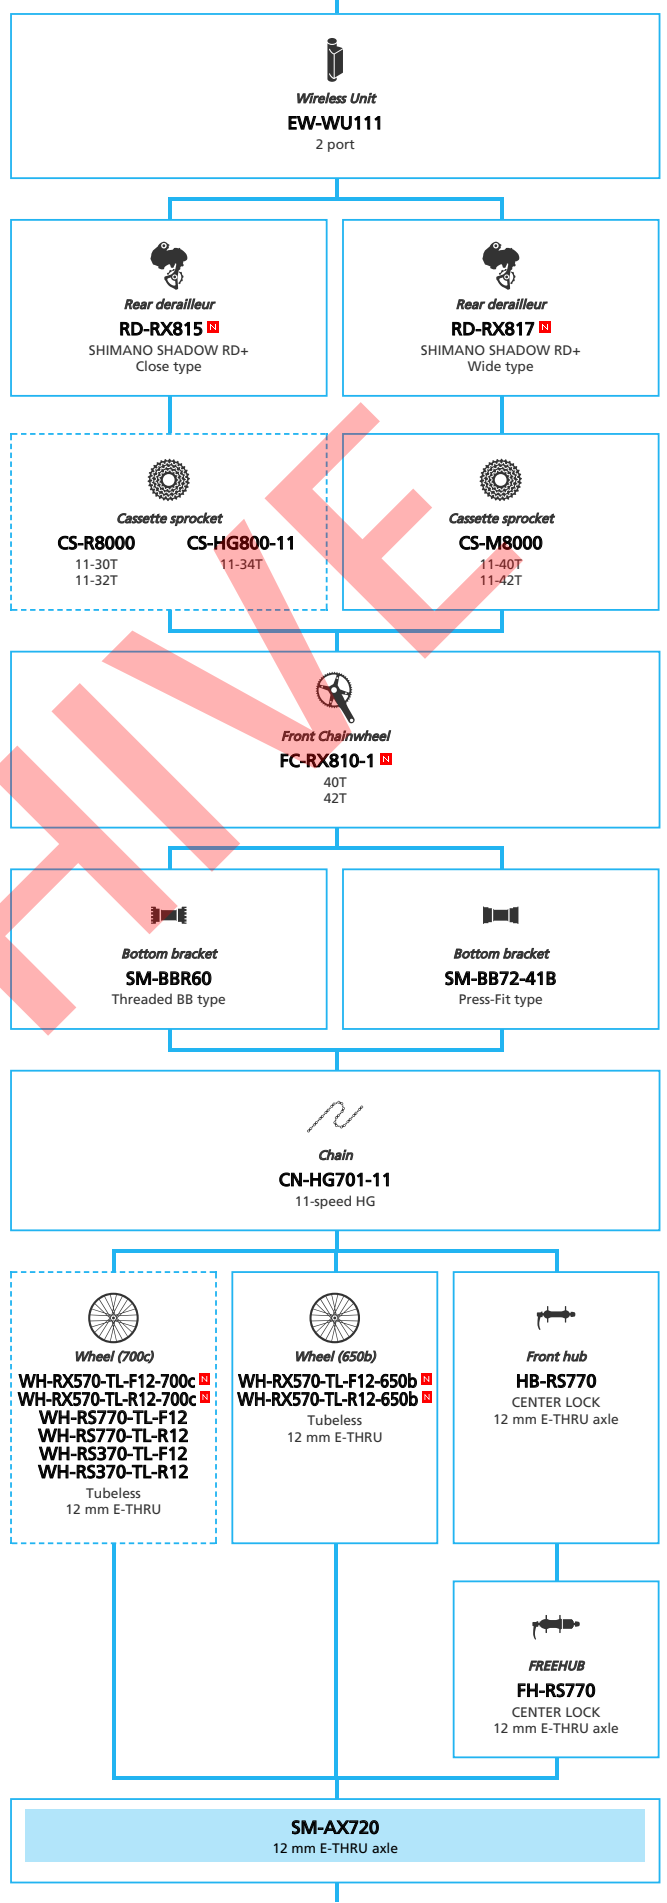 Wireless Unit
EW-WU111
2 port
Rear derailleur
RD-RX815 N
SHIMANO SHADOW RD+
Close type
Rear derailleur
RD-RX817 N
SHIMANO SHADOW RD+
Wide type
Cassette sprocket
CS-R8000
11-30T
11-32T
CS-HG800-11
11-34T
Cassette sprocket
CS-M8000
11-40T
11-42T
Front Chainwheel
FC-RX810-1 N
40T
42T
Bottom bracket
SM-BBR60
Threaded BB type
Bottom bracket
SM-BB72-41B
Press-Fit type
Chain
CN-HG701-11
11-speed HG
Wheel (700c)
WH-RX570-TL-F12-700c N
WH-RX570-TL-R12-700c N
WH-RS770-TL-F12
WH-RS770-TL-R12
WH-RS370-TL-F12
WH-RS370-TL-R12
Tubeless
12 mm E-THRU
Wheel (650b)
WH-RX570-TL-F12-650b N
WH-RX570-TL-R12-650b N
Tubeless
12 mm E-THRU
Front hub
HB-RS770
CENTER LOCK
12 mm E-THRU axle
FREEHUB
FH-RS770
CENTER LOCK
12 mm E-THRU axle
SM-AX720
12 mm E-THRU axle
HIVE